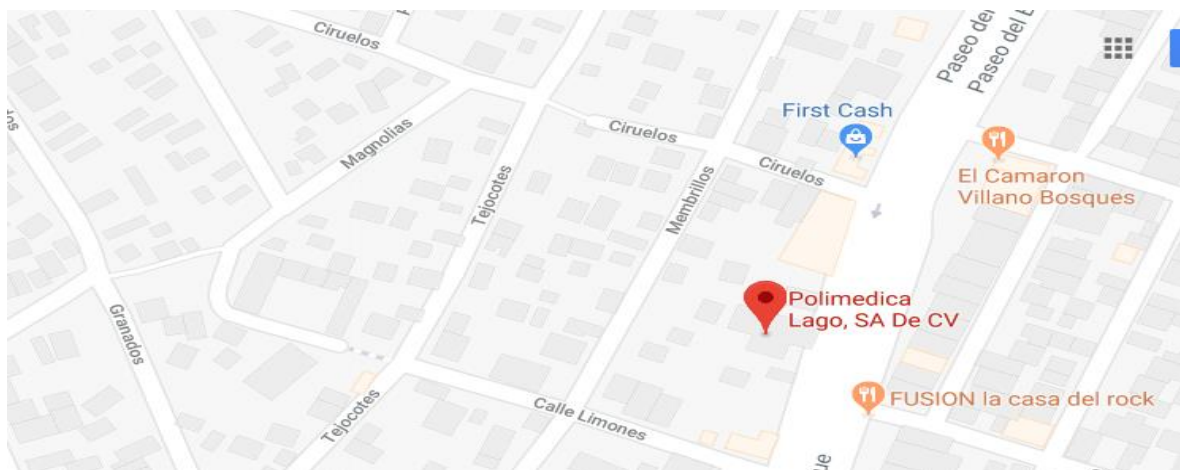 Ciruelos
Paseo del
Paseo del
First Cash
Ciruelos
Magnolias
Ciruelos
El Camaron
Villano Bosques
Tejocotes
Membrillos
Polimedica
Lago, SA De CV
Granados
FUSION la casa del rock
Calle Limones
Tejocotes